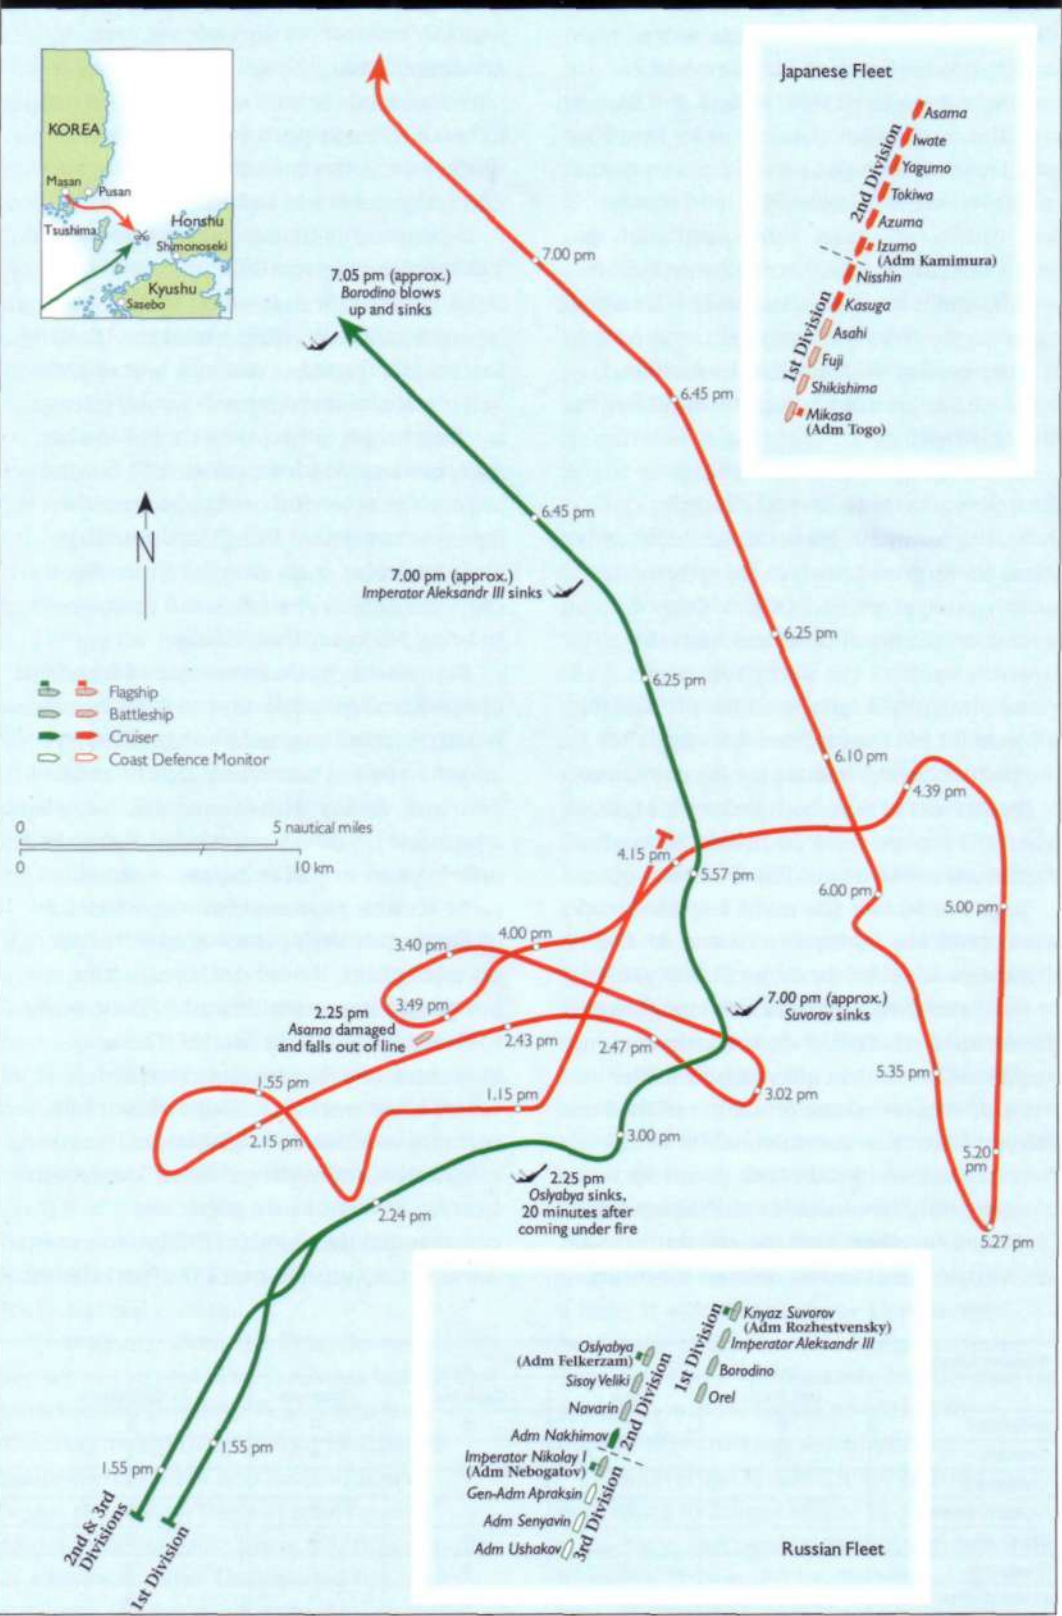 KOREA
Masan
Pusan
Tsushima
Honshu
Shimonoseki
Kyushu
Sasebo
Japanese Fleet
2nd Division
Asama
Iwate
Yagumo
Tokiwa
Azuma
Izumo
(Adm Kamimura)
1st Division
Nisshin
Kasuga
Asahi
Fuji
Shikishima
Mikasa
(Adm Togo)
7.00 pm
7.05 pm (approx.)
Borodino blows
up and sinks
6.45 pm
6.45 pm
N
7.00 pm (approx.)
Imperator Aleksandr III sinks
6.25 pm
6.25 pm
Flagship
Battleship
Cruiser
Coast Defence Monitor
6.10 pm
4.39 pm
0
5 nautical miles
0
10 km
4.15 pm
5.57 pm
6.00 pm
5.00 pm
3.40 pm
4.00 pm
3.49 pm
2.25 pm
Asama damaged
and falls out of line
7.00 pm (approx.)
Suvorov sinks
2.43 pm
2.47 pm
1.55 pm
1.15 pm
3.02 pm
5.35 pm
2.15 pm
3.00 pm
5.20
pm
2.25 pm
Oslyabya sinks,
20 minutes after
coming under fire
2.24 pm
5.27 pm
1.55 pm
1.55 pm
2nd & 3rd
Divisions
1st Division
1st Division
Knyaz Suvorov
(Adm Rozhestvensky)
Imperator Aleksandr III
Borodino
Orel
2nd Division
Oslyabya
(Adm Felkerzam)
Sisoy Veliki
Navarin
Adm Nakhimov
3rd Division
Imperator Nikolay I
(Adm Nebogatov)
Gen-Adm Apraksin
Adm Senyavin
Adm Ushakov
Russian Fleet